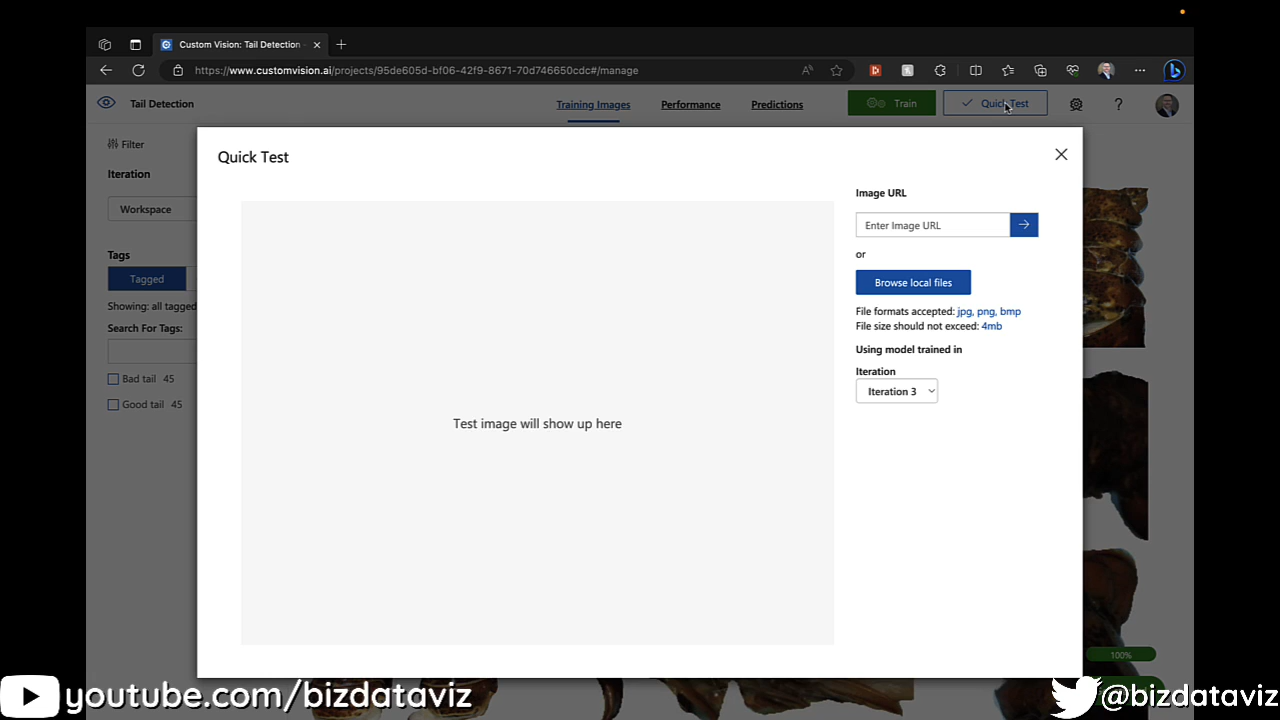 Custom Vision: Tail Detection
https://www.customvision.ai/projects/95de605d-bf06-42f9-8671-70d746650cdc#/manage
Tail Detection
Training Images
Performance
Predictions
Train
Quick Test
?
Filter
Iteration
Workspace
Tags
Tagged
Showing: all tagged
Search For Tags:
Bad tail 45
Good tail 45
Quick Test
Test image will show up here
Image URL
Enter Image URL
or
Browse local files
File formats accepted: jpg, png, bmp
File size should not exceed: 4mb
Using model trained in
Iteration
Iteration 3
100%
youtube.com/bizdataviz
@bizdataviz